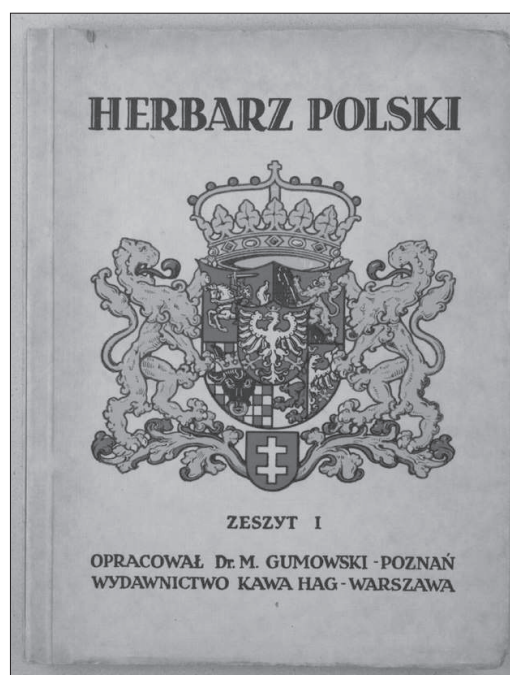 HERBARZ POLSKI
ZESZYT I
OPRACOWAŁ Dr. M. GUMOWSKI - POZNAŃ
WYDAWNICTWO KAWA HAG - WARSZAWA